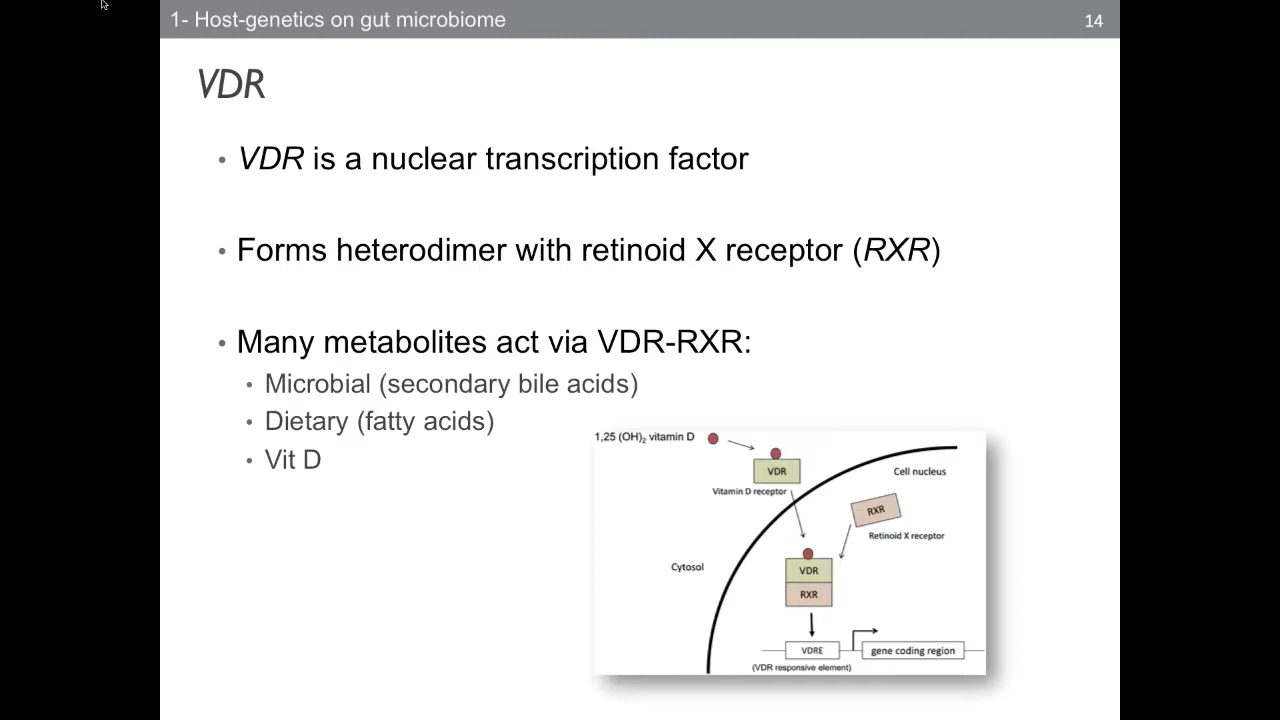 1- Host-genetics on gut microbiome
14
VDR
• VDR is a nuclear transcription factor
• Forms heterodimer with retinoid X receptor (RXR)
• Many metabolites act via VDR-RXR:
• Microbial (secondary bile acids)
• Dietary (fatty acids)
• Vit D
1,25 (OH)₂ vitamin D
VDR
Vitamin D receptor
Cell nucleus
RXR
Retinoid X receptor
Cytosol
VDR
RXR
VDRE
gene coding region
(VDR responsive element)